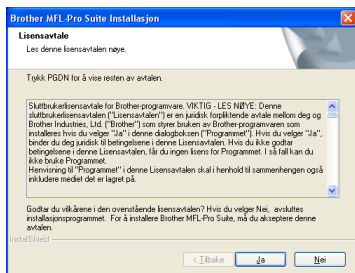 Brother MFL-Pro Suite Installasjon
Lisensavtale
Les denne lisensavtalen nøye.
Trykk PGDN for å vise resten av avtalen.
Sluttbrukerlisensavtale for Brother-programvare. VIKTIG - LES NØYE: Denne
sluttbrukerlisensavtalen ("Lisensavtalen") er en juridisk forpliktende avtale mellom deg og
Brother Industries, Ltd. ("Brother") som styrer bruken av Brother-programvaren som
installeres hvis du velger "Ja" i denne dialogboksen ("Programmet"). Hvis du velger "Ja",
binder du deg juridisk til betingelsene i denne Lisensavtalen. Hvis du ikke godtar
betingelsene i denne Lisensavtalen, får du ingen lisens for Programmet. I så fall kan du
ikke bruke Programmet.
Henvisning til "Programmet" i denne Lisensavtalen skal i henhold til sammenhengen også
inkludere mediet det er lagret på.
Godtar du vilkårene i den ovenstående lisensavtalen? Hvis du velger Nei, avsluttes
installasjonsprogrammet. For å installere Brother MFL-Pro Suite, må du akseptere denne
avtalen.
InstallShield
< Tilbake
Ja
Nei